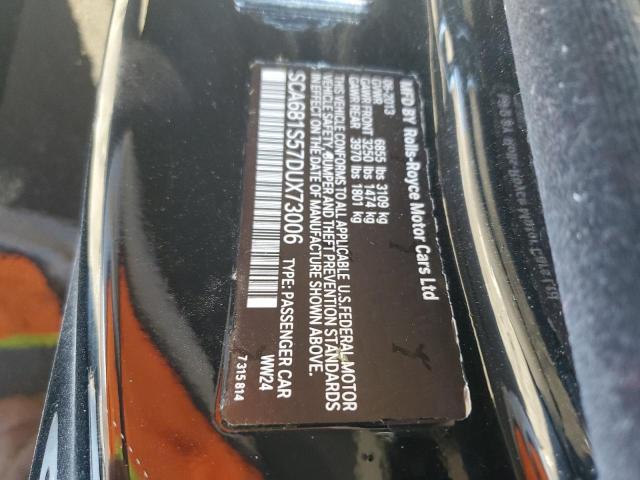 MFD BY Rolls-Royce Motor Cars Ltd
06-2013
GVWR 6855 lbs 3109 kg
GAWR FRONT 3250 lbs 1474 kg
GAWR REAR 3970 lbs 1801 kg
THIS VEHICLE CONFORMS TO ALL APPLICABLE U.S. FEDERAL MOTOR
VEHICLE SAFETY, BUMPER AND THEFT PREVENTION STANDARDS
IN EFFECT ON THE DATE OF MANUFACTURE SHOWN ABOVE.
SCA681S57DUX73006 TYPE: PASSENGER CAR
WW24
7 315 814